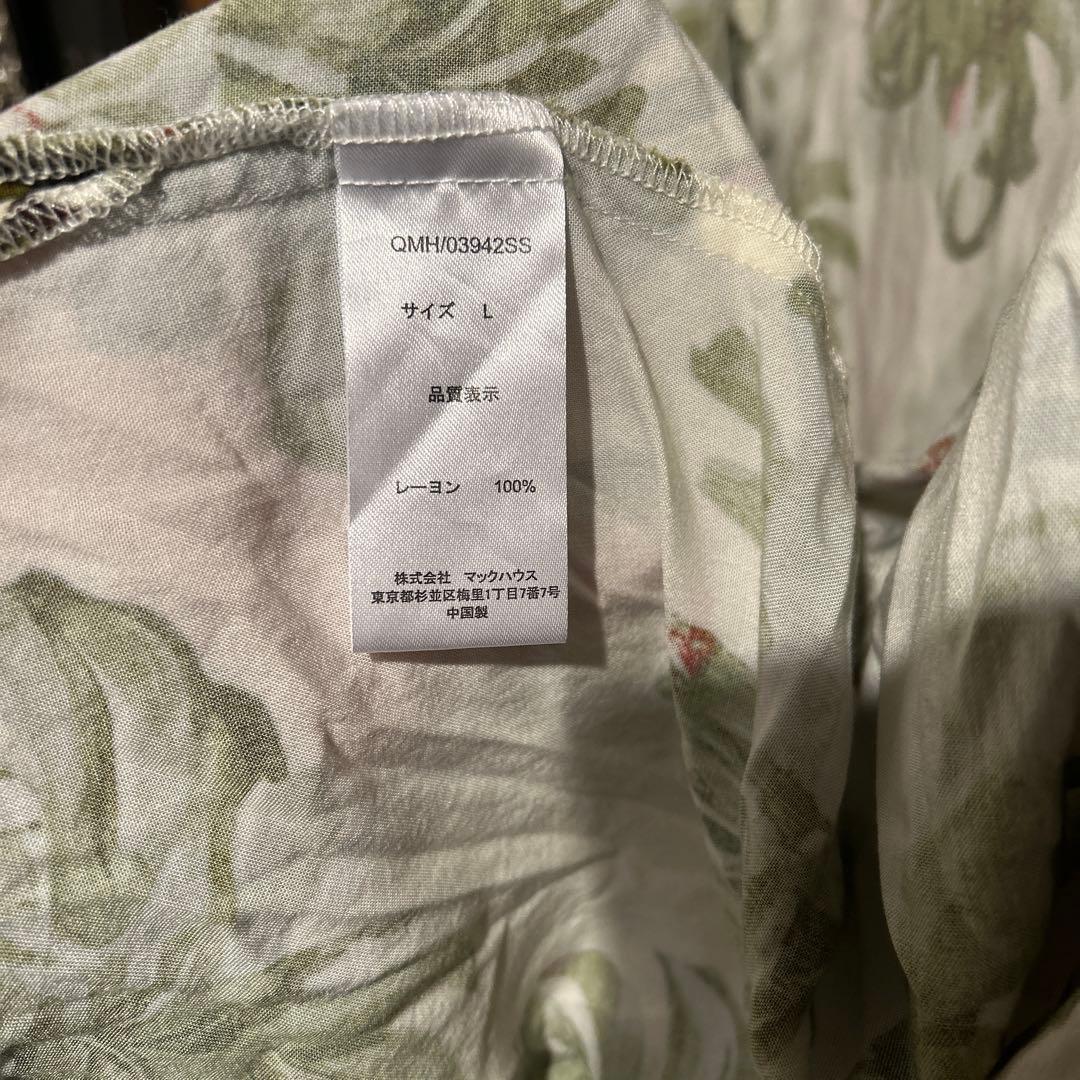 QMH/03942SS
サイズ L
品質表示
レーヨン 100%
株式会社 マックハウス
東京都杉並区梅里1丁目7番7号
中国製